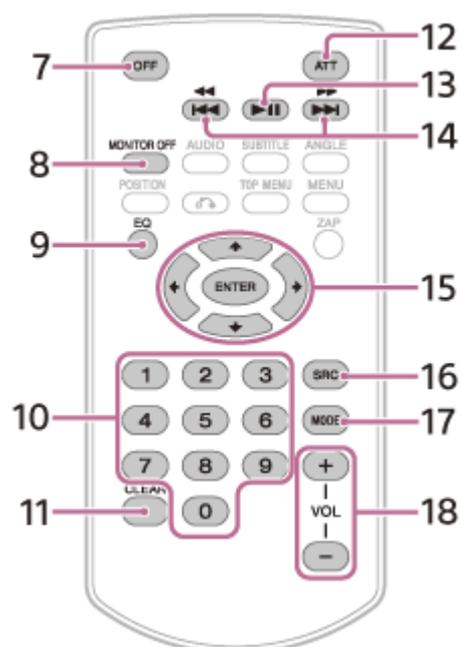 7 OFF ATT 12
13
14
8 MONITOR OFF AUDIO SUBTITLE ANGLE
POSITION TOP MENU MENU
9 EQ ZAP
ENTER 15
1 2 3 SRC 16
10 4 5 6 MODE 17
7 8 9 +
11 CLEAR 0 VOL 18
−